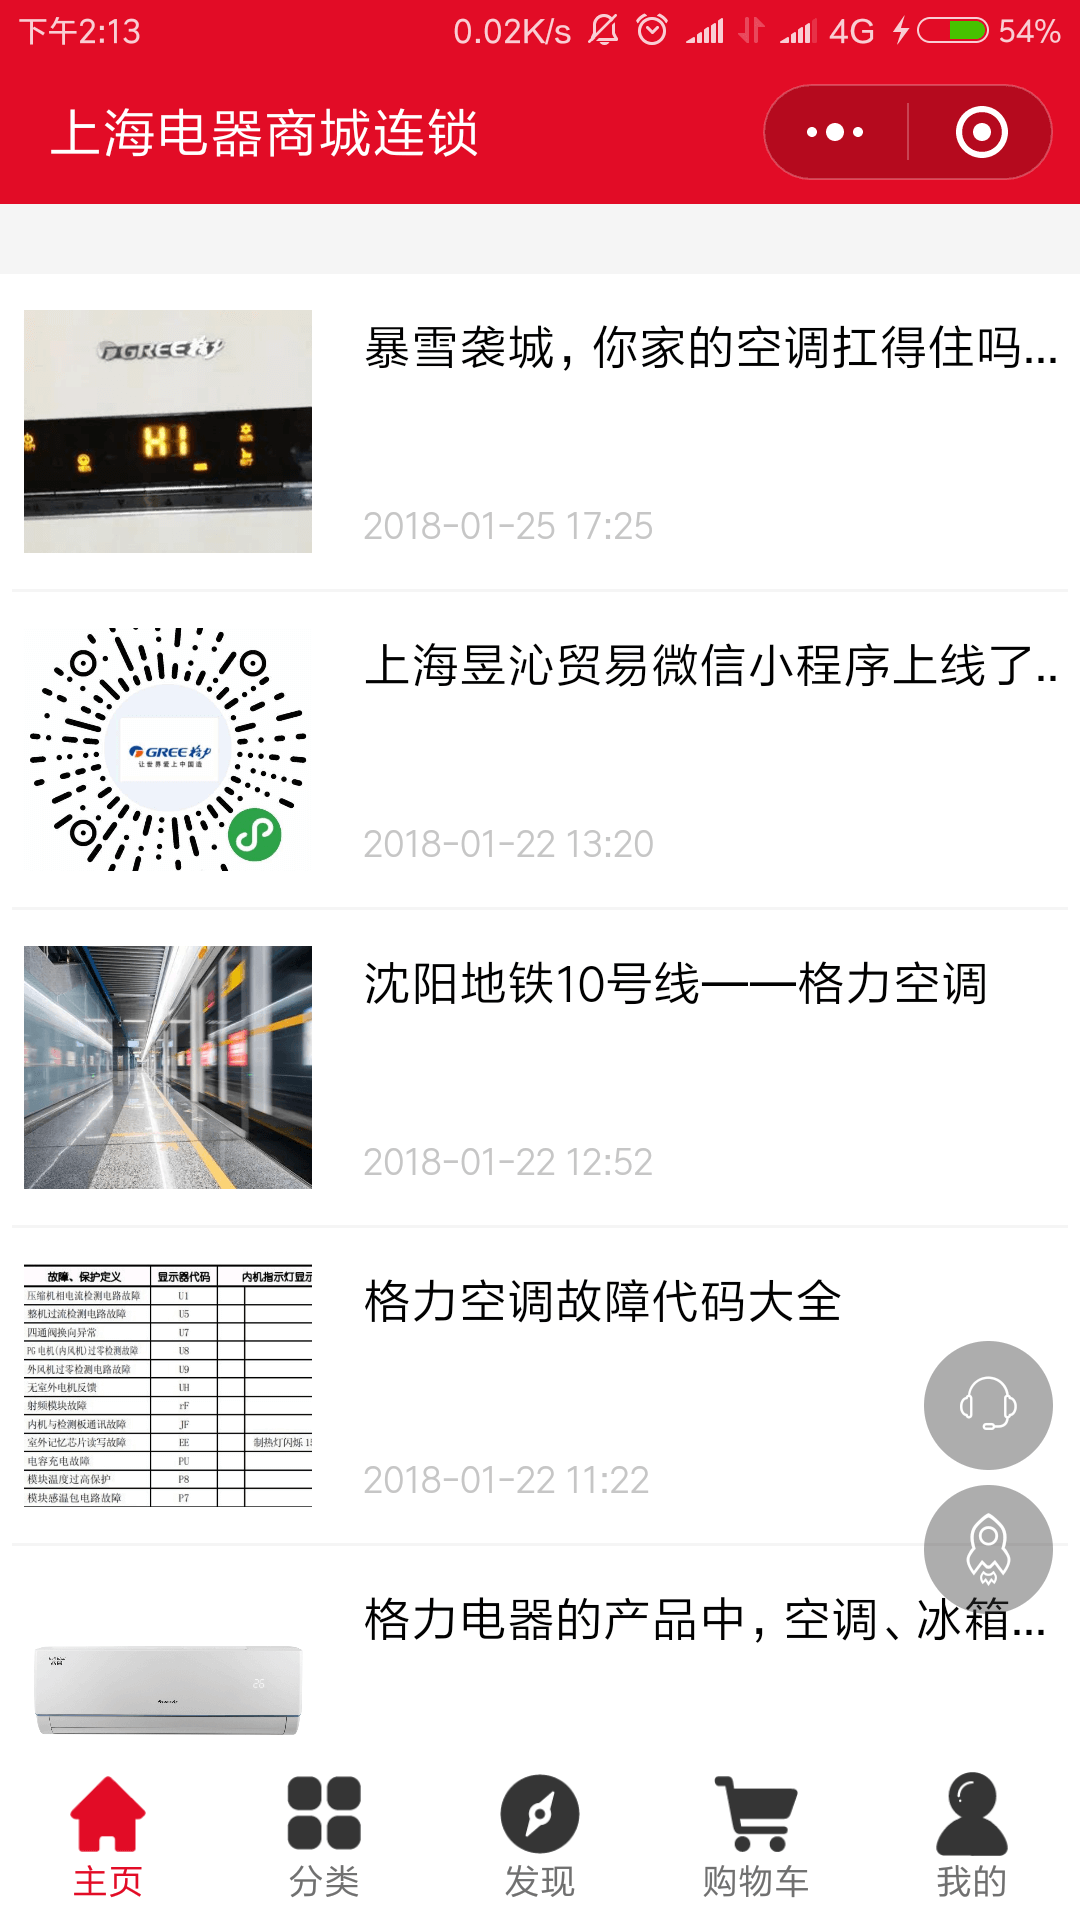 下午2:13
0.02K/s
4G
54%
上海电器商城连锁
GREE格力
H1
暴雪袭城，你家的空调扛得住吗...
2018-01-25 17:25
GREE格力
让世界爱上中国造
上海昱沁贸易微信小程序上线了..
2018-01-22 13:20
沈阳地铁10号线——格力空调
2018-01-22 12:52
故障、保护定义 显示器代码 内机指示灯显示
压缩机相电流检测电路故障 U1
整机过流检测电路故障 U5
四通阀换向异常 U7
PG电机(内风机)过零检测故障 U8
外风机过零检测电路故障 U9
无室外电机反馈 UH
射频模块故障 rF
内机与检测板通讯故障 JF
室外记忆芯片读写故障 EE 制热灯闪烁 15
电容充电故障 PU
模块温度过高保护 P8
模块感温包电路故障 P7
格力空调故障代码大全
2018-01-22 11:22
格力电器的产品中，空调、冰箱...
26
主页
分类
发现
购物车
我的